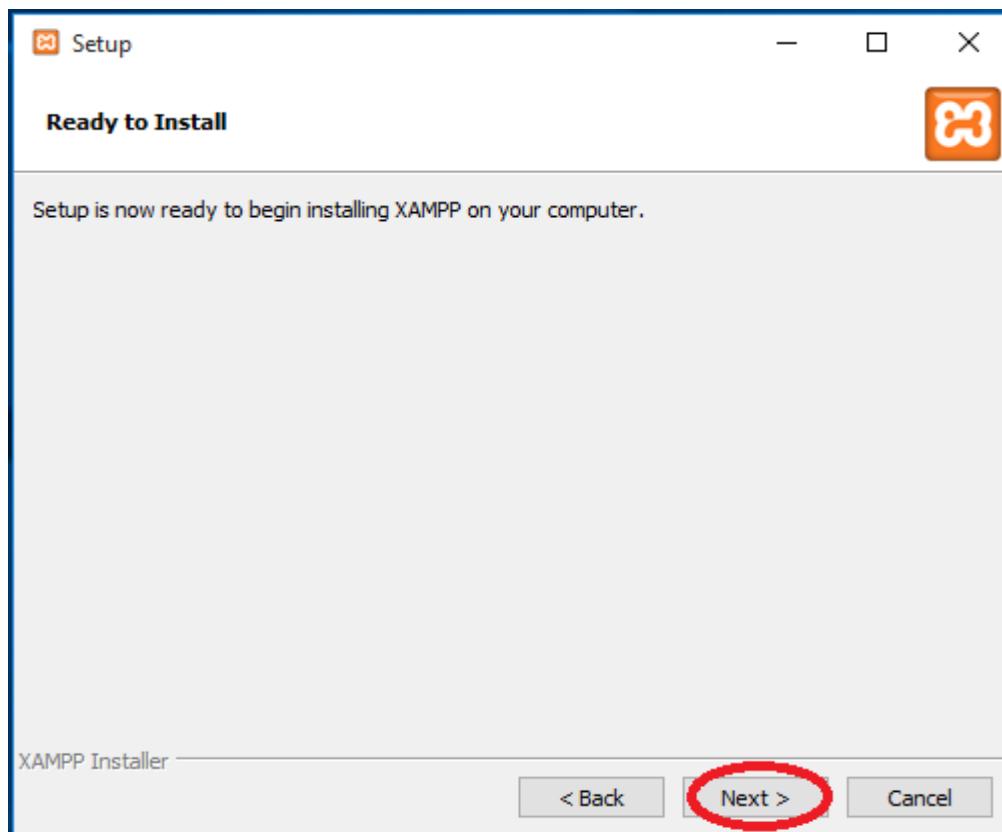 Setup
Ready to Install
Setup is now ready to begin installing XAMPP on your computer.
XAMPP Installer
< Back Next > Cancel